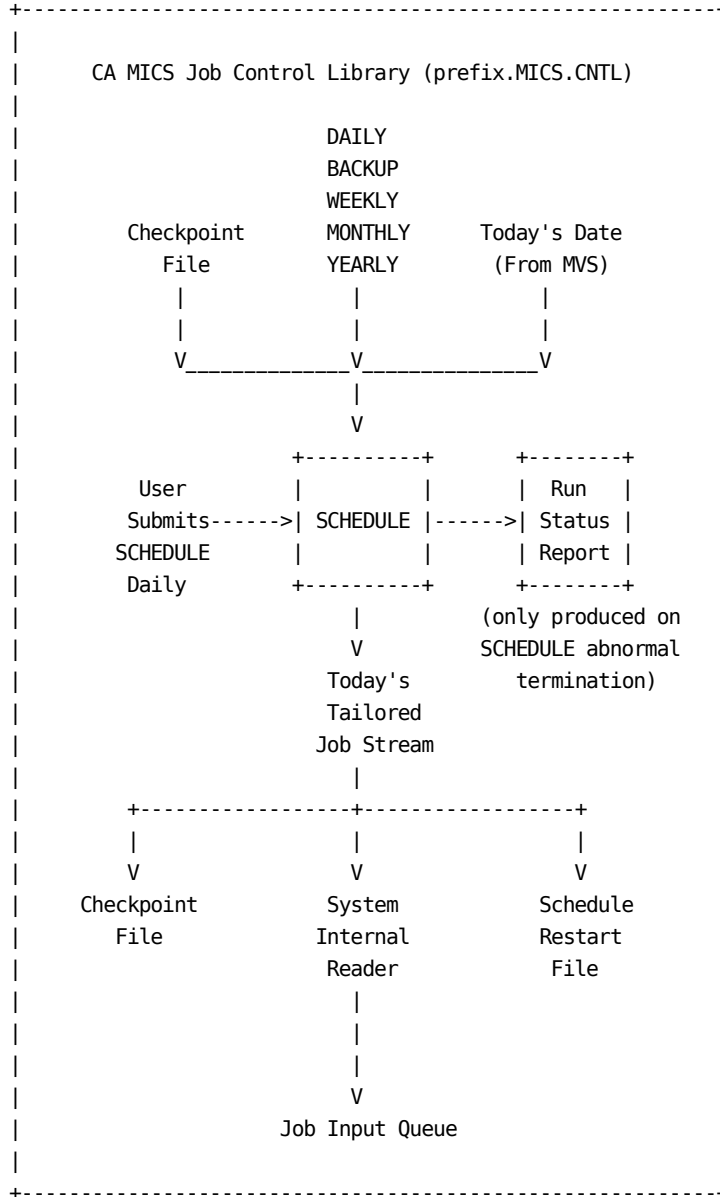 CA MICS Job Control Library (prefix.MICS.CNTL)
DAILY
BACKUP
WEEKLY
Checkpoint MONTHLY Today's Date
File YEARLY (From MVS)
User Run
Submits------>| SCHEDULE |------>| Status |
SCHEDULE Report
Daily
(only produced on
V SCHEDULE abnormal
Today's termination)
Tailored
Job Stream
V V V
Checkpoint System Schedule
File Internal Restart
Reader File
V
Job Input Queue